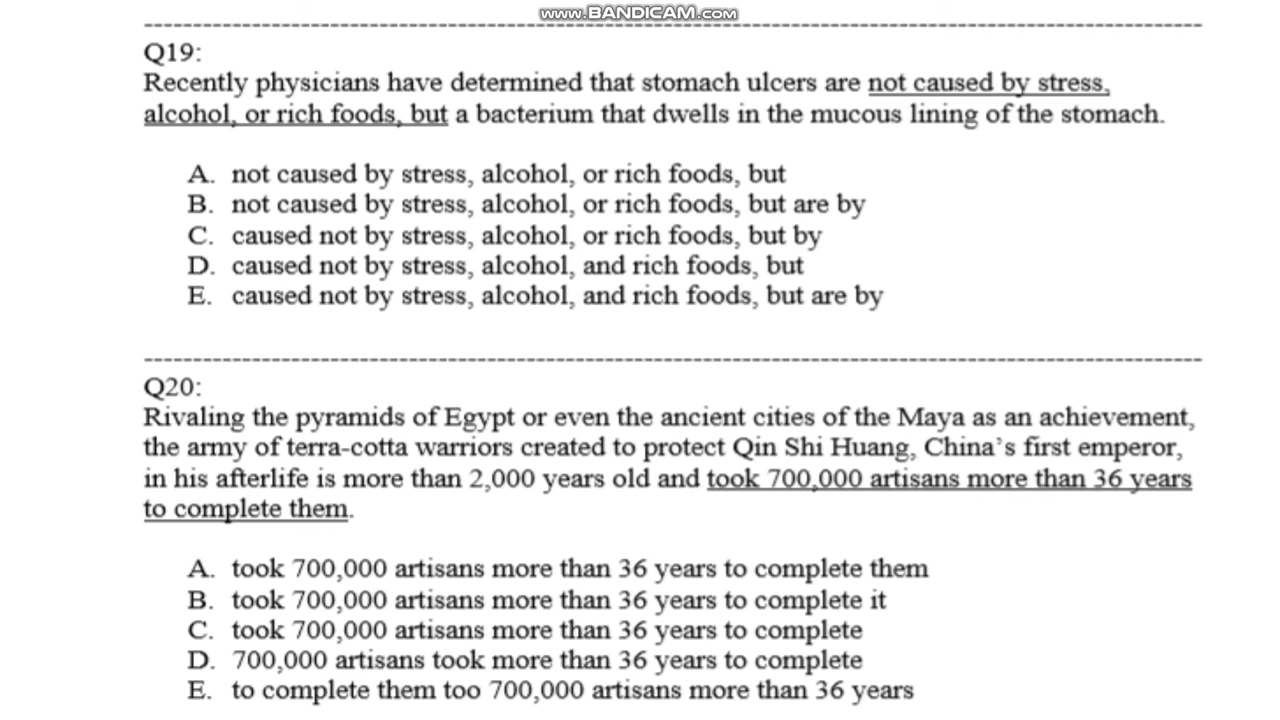 www.BANDICAM.com
Q19:
Recently physicians have determined that stomach ulcers are not caused by stress,
alcohol, or rich foods, but a bacterium that dwells in the mucous lining of the stomach.
A. not caused by stress, alcohol, or rich foods, but
B. not caused by stress, alcohol, or rich foods, but are by
C. caused not by stress, alcohol, or rich foods, but by
D. caused not by stress, alcohol, and rich foods, but
E. caused not by stress, alcohol, and rich foods, but are by
Q20:
Rivaling the pyramids of Egypt or even the ancient cities of the Maya as an achievement,
the army of terra-cotta warriors created to protect Qin Shi Huang, China’s first emperor,
in his afterlife is more than 2,000 years old and took 700,000 artisans more than 36 years
to complete them.
A. took 700,000 artisans more than 36 years to complete them
B. took 700,000 artisans more than 36 years to complete it
C. took 700,000 artisans more than 36 years to complete
D. 700,000 artisans took more than 36 years to complete
E. to complete them too 700,000 artisans more than 36 years